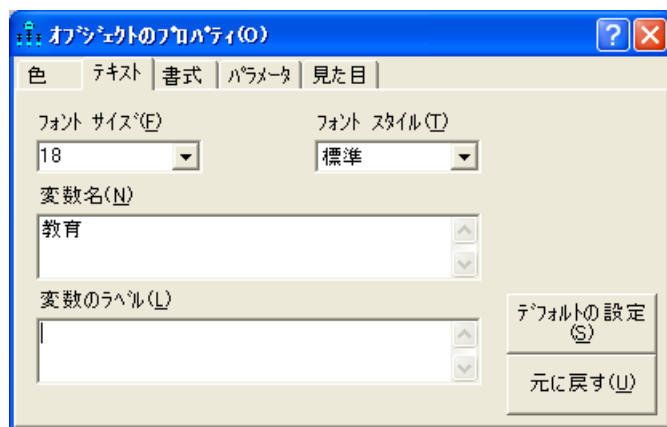 ｵﾌﾞｼﾞｪｸﾄのﾌﾟﾛﾊﾟﾃｨ(O)
色 ﾃｷｽﾄ 書式 ﾊﾟﾗﾒｰﾀ 見た目
ﾌｫﾝﾄ ｻｲｽﾞ(F) ﾌｫﾝﾄ ｽﾀｲﾙ(T)
18 標準
変数名(N)
教育
変数のﾗﾍﾞﾙ(L)
ﾃﾞﾌｫﾙﾄの設定
(S)
元に戻す(U)